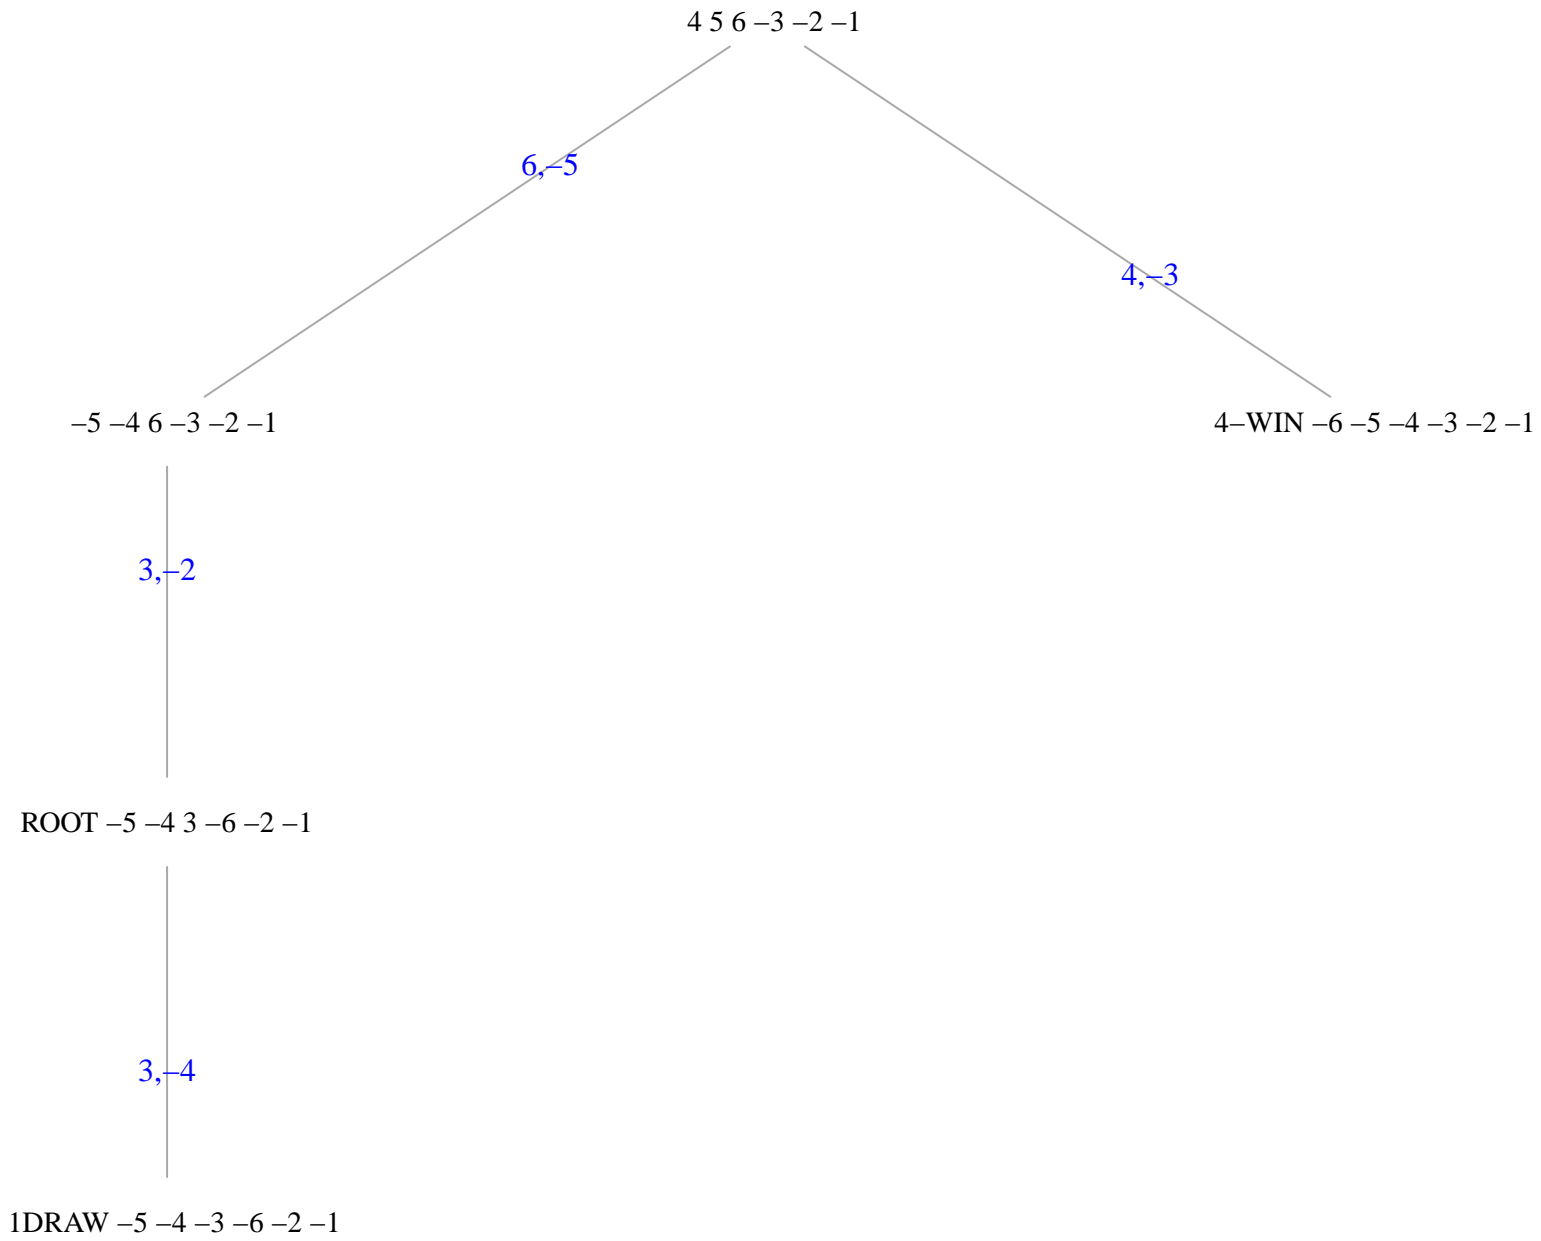 4 5 6 –3 –2 –1
6,–5
4,–3
–5 –4 6 –3 –2 –1
4–WIN –6 –5 –4 –3 –2 –1
3,–2
ROOT –5 –4 3 –6 –2 –1
3,–4
1DRAW –5 –4 –3 –6 –2 –1